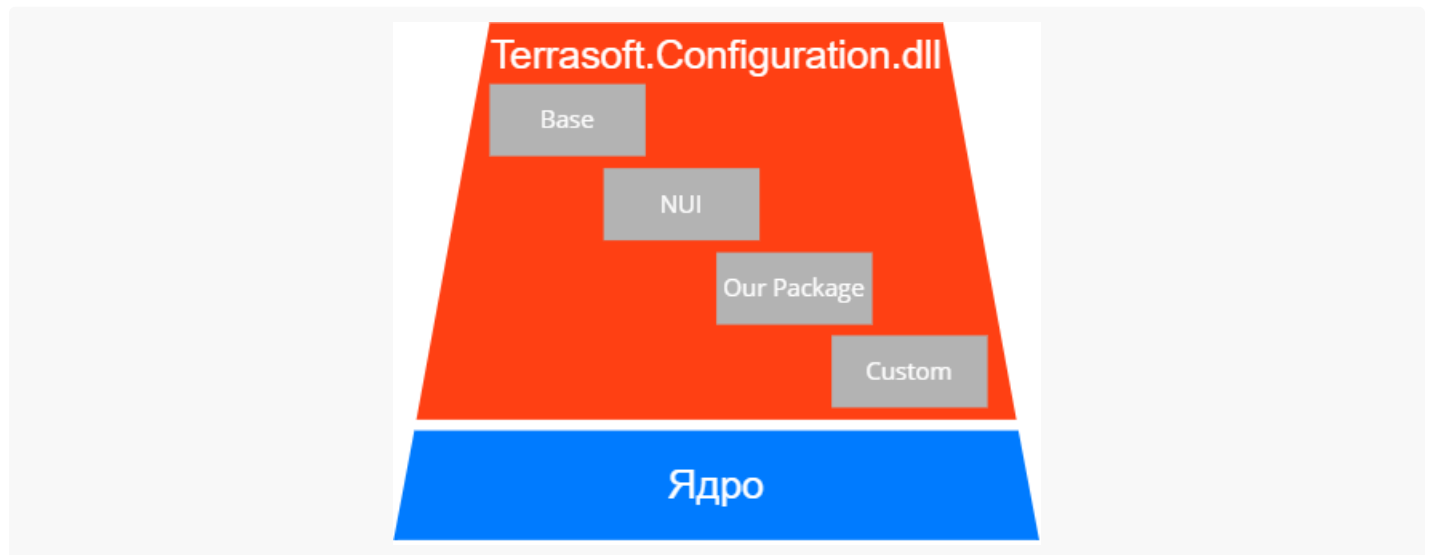 Terrasoft.Configuration.dll
Base
NUI
Our Package
Custom
Ядро